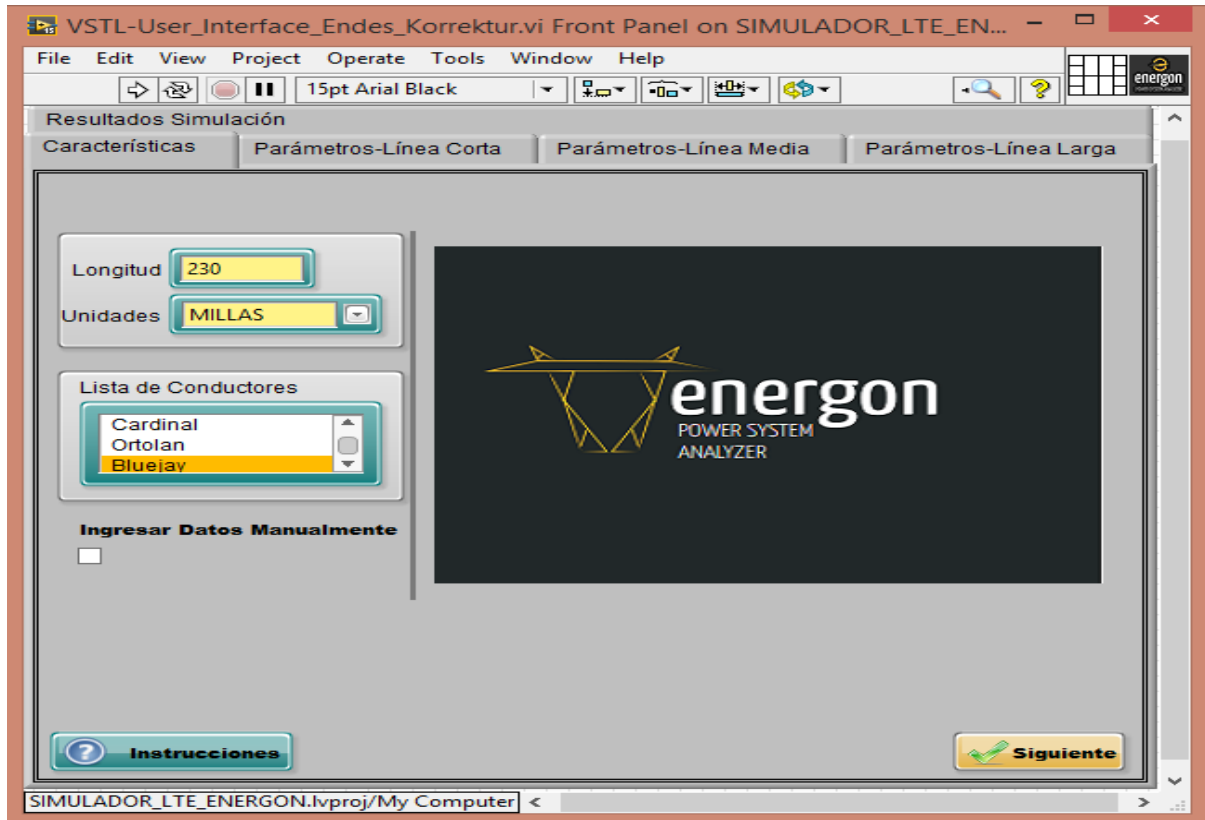 VSTL-User_Interface_Endes_Korrektur.vi Front Panel on SIMULADOR_LTE_EN...
File Edit View Project Operate Tools Window Help
15pt Arial Black
energon
Resultados Simulación
Características Parámetros-Línea Corta Parámetros-Línea Media Parámetros-Línea Larga
Longitud 230
Unidades MILLAS
Lista de Conductores
Cardinal
Ortolan
Bluejay
Ingresar Datos Manualmente
energon
POWER SYSTEM
ANALYZER
Instrucciones
Siguiente
SIMULADOR_LTE_ENERGON.lvproj/My Computer